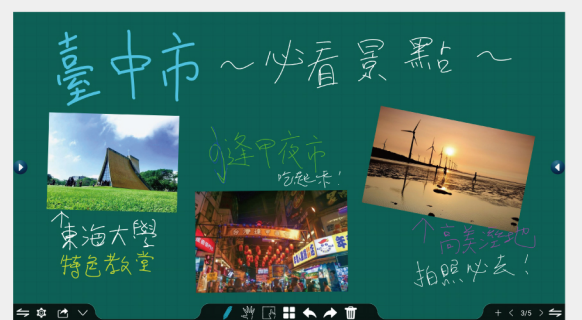 臺中市 ~必看景點~
逢甲夜市
吃起來!
↑
東海大學
特色教堂
↑高美溼地
拍照必去!
3/5